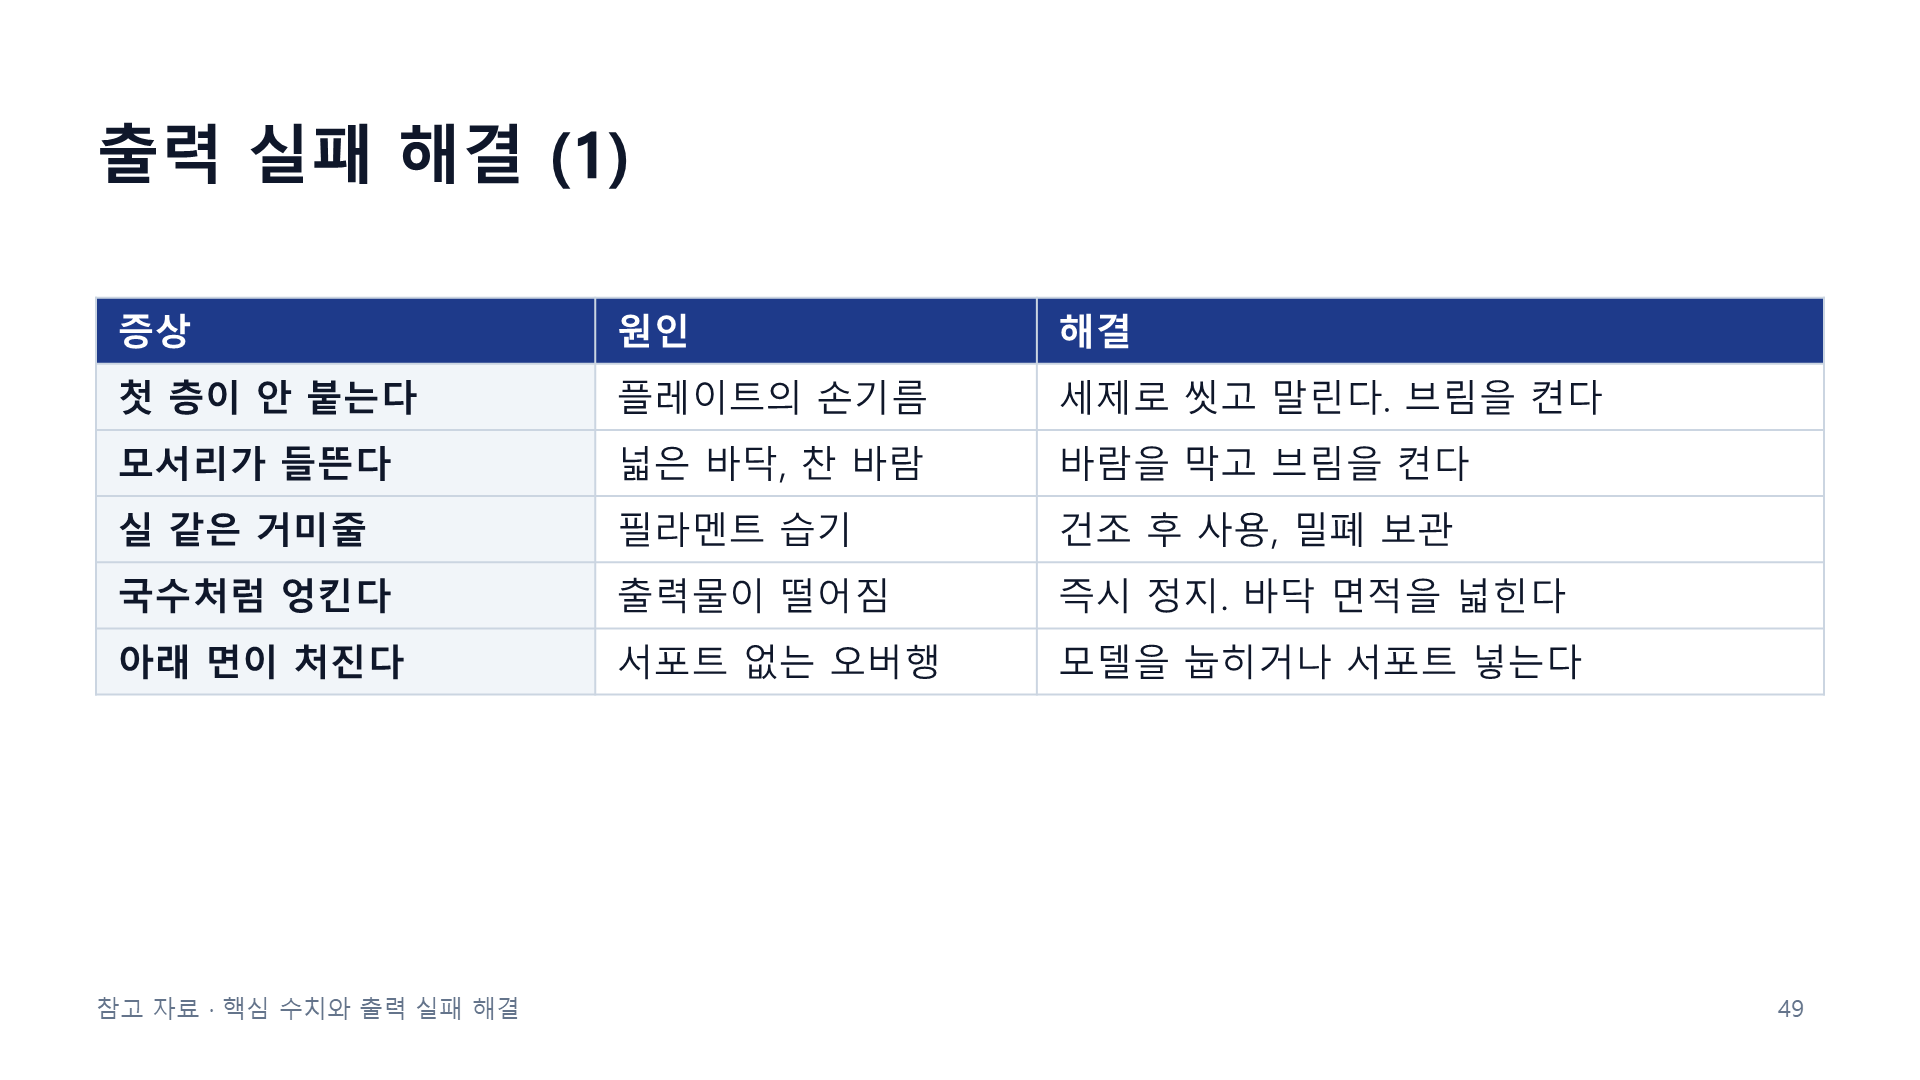 출력 실패 해결 (1)
증상 원인 해결
첫 층이 안 붙는다 플레이트의 손기름 세제로 씻고 말린다. 브림을 켠다
모서리가 들뜬다 넓은 바닥, 찬 바람 바람을 막고 브림을 켠다
실 같은 거미줄 필라멘트 습기 건조 후 사용, 밀폐 보관
국수처럼 엉킨다 출력물이 떨어짐 즉시 정지. 바닥 면적을 넓힌다
아래 면이 처진다 서포트 없는 오버행 모델을 눕히거나 서포트 넣는다
참고 자료 · 핵심 수치와 출력 실패 해결 49